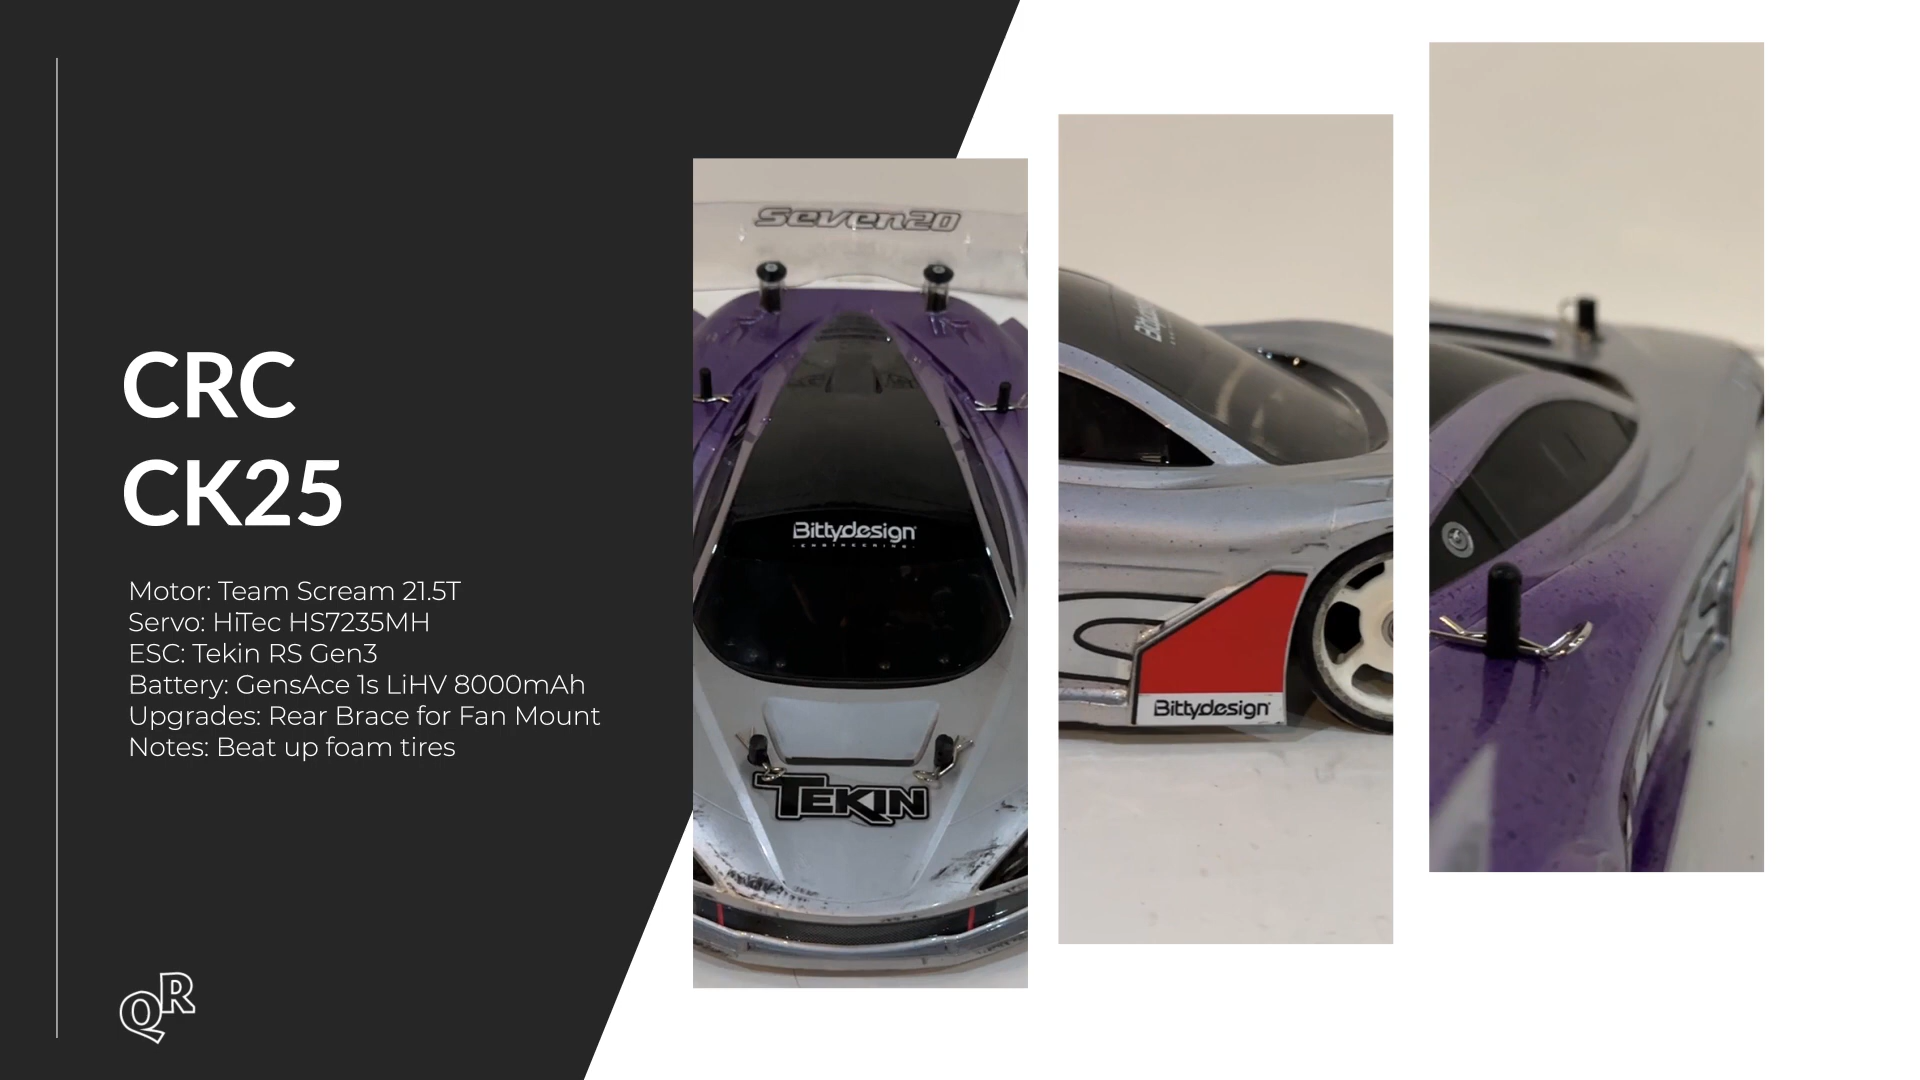 CRC
CK25
Motor: Team Scream 21.5T
Servo: HiTec HS7235MH
ESC: Tekin RS Gen3
Battery: GensAce 1s LiHV 8000mAh
Upgrades: Rear Brace for Fan Mount
Notes: Beat up foam tires
QR
Seven20
Bittydesign
ENGINEERING
TEKIN
Bittydesign